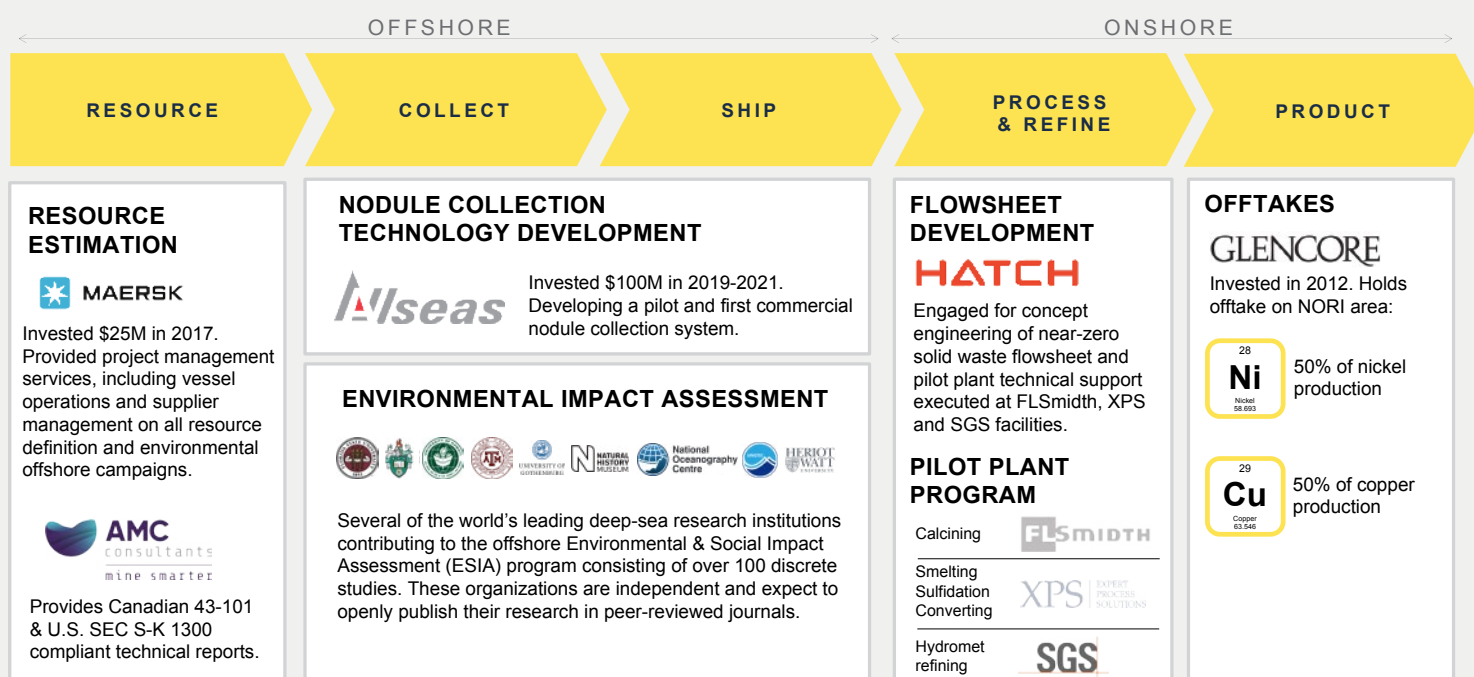 OFFSHORE
ONSHORE
RESOURCE
COLLECT
SHIP
PROCESS
& REFINE
PRODUCT
RESOURCE
ESTIMATION
MAERSK
Invested $25M in 2017.
Provided project management
services, including vessel
operations and supplier
management on all resource
definition and environmental
offshore campaigns.
AMC
consultants
mine smarter
Provides Canadian 43-101
& U.S. SEC S-K 1300
compliant technical reports.
NODULE COLLECTION
TECHNOLOGY DEVELOPMENT
Allseas
Invested $100M in 2019-2021.
Developing a pilot and first commercial
nodule collection system.
ENVIRONMENTAL IMPACT ASSESSMENT
ATM
UNIVERSITY OF
GOTHENBURG
N NATURAL
HISTORY
MUSEUM
National
Oceanography
Centre
HERIOT
WATT
UNIVERSITY
Several of the world's leading deep-sea research institutions
contributing to the offshore Environmental & Social Impact
Assessment (ESIA) program consisting of over 100 discrete
studies. These organizations are independent and expect to
openly publish their research in peer-reviewed journals.
FLOWSHEET
DEVELOPMENT
HATCH
Engaged for concept
engineering of near-zero
solid waste flowsheet and
pilot plant technical support
executed at FLSmidth, XPS
and SGS facilities.
PILOT PLANT
PROGRAM
Calcining
FLSMIDTH
Smelting
Sulfidation
Converting
XPS
EXPERT
PROCESS
SOLUTIONS
Hydromet
refining
SGS
OFFTAKES
GLENCORE
Invested in 2012. Holds
offtake on NORI area:
28
Ni
Nickel
58.693
50% of nickel
production
29
Cu
Copper
63.546
50% of copper
production